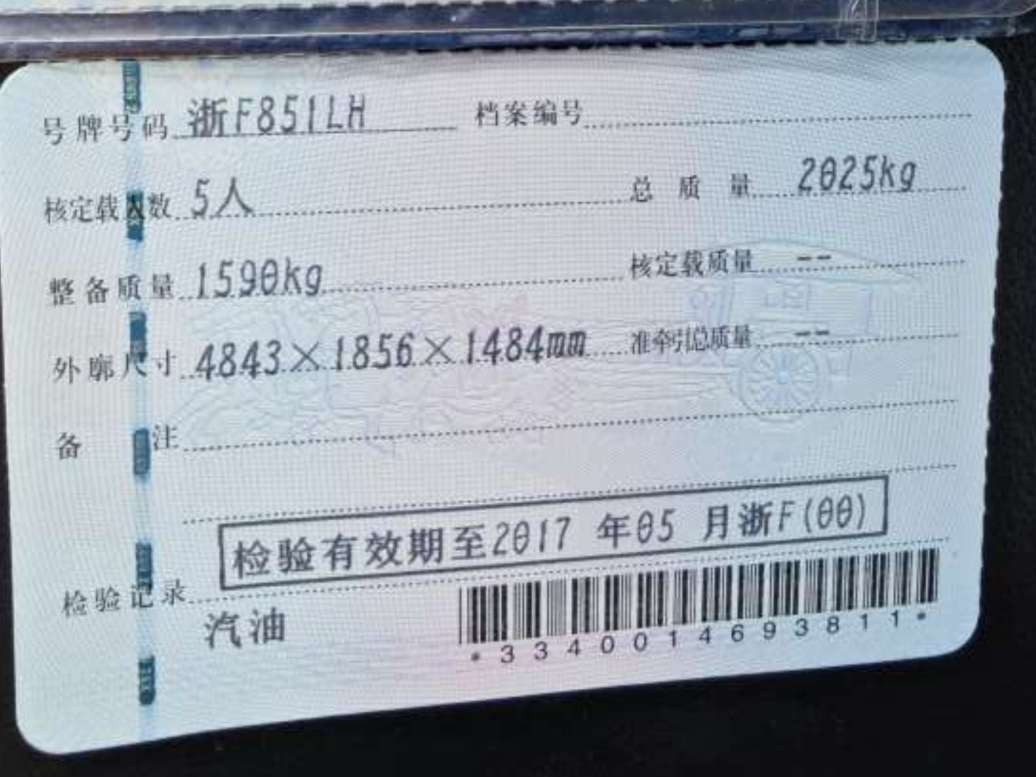 号牌号码 浙F851LH 档案编号
核定载人数 5人 总质量 2025kg
整备质量 1590kg 核定载质量 --
外廓尺寸 4843×1856×1484mm 准牵引总质量 --
备注
检验有效期至2017 年05 月浙F(00)
检验记录
汽油
*3340014693811*